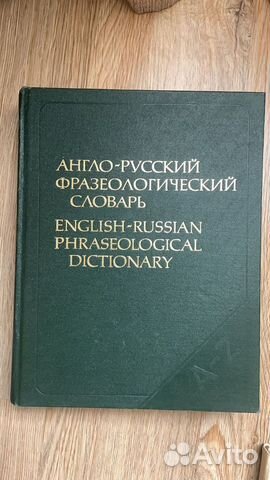 АНГЛО-РУССКИЙ
ФРАЗЕОЛОГИЧЕСКИЙ
СЛОВАРЬ
ENGLISH-RUSSIAN
PHRASEOLOGICAL
DICTIONARY
A-Z
Avito